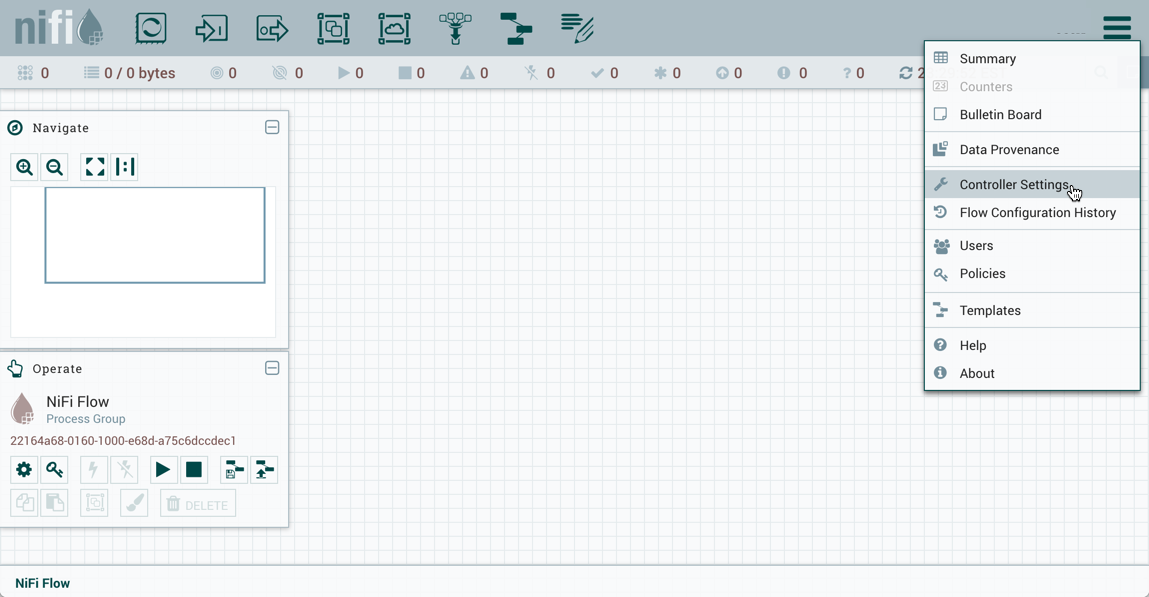 nifi
0
0 / 0 bytes
0
0
0
0
0
0
0
0
0
0
0
2
Summary
Counters
Bulletin Board
Data Provenance
Controller Settings
Flow Configuration History
Users
Policies
Templates
Help
About
Navigate
Operate
NiFi Flow
Process Group
22164a68-0160-1000-e68d-a75c6dccdec1
DELETE
NiFi Flow